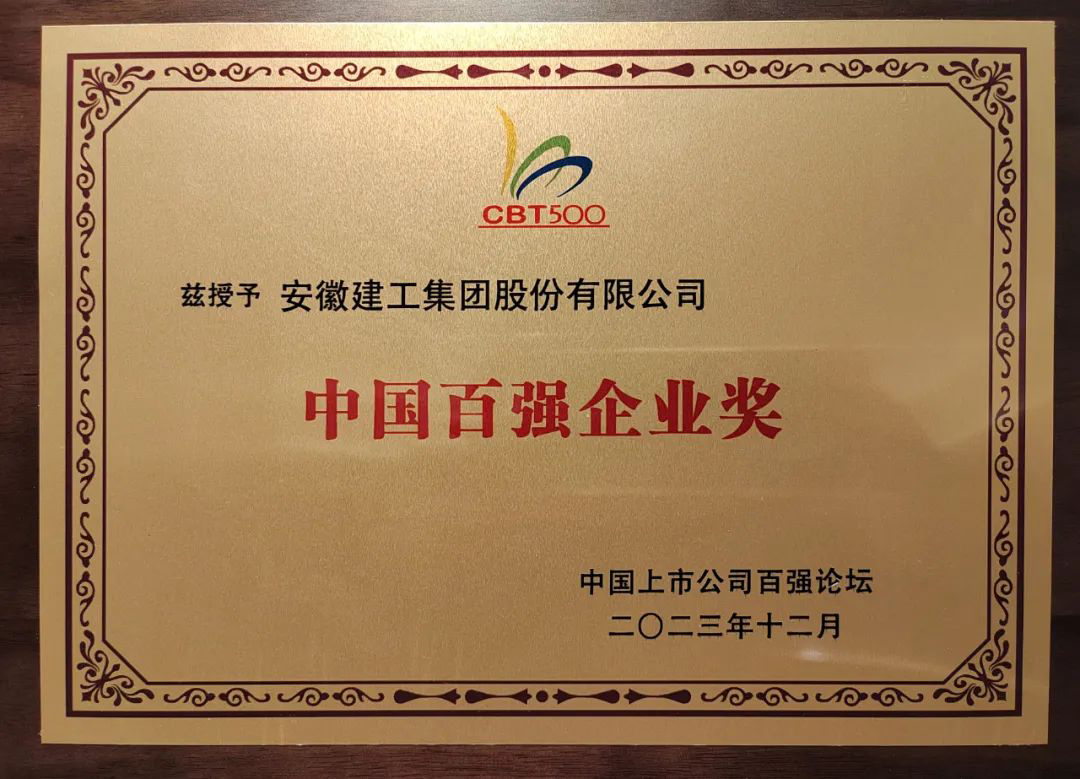 CBT500
兹授予 安徽建工集团股份有限公司
中国百强企业奖
中国上市公司百强论坛
二〇二三年十二月